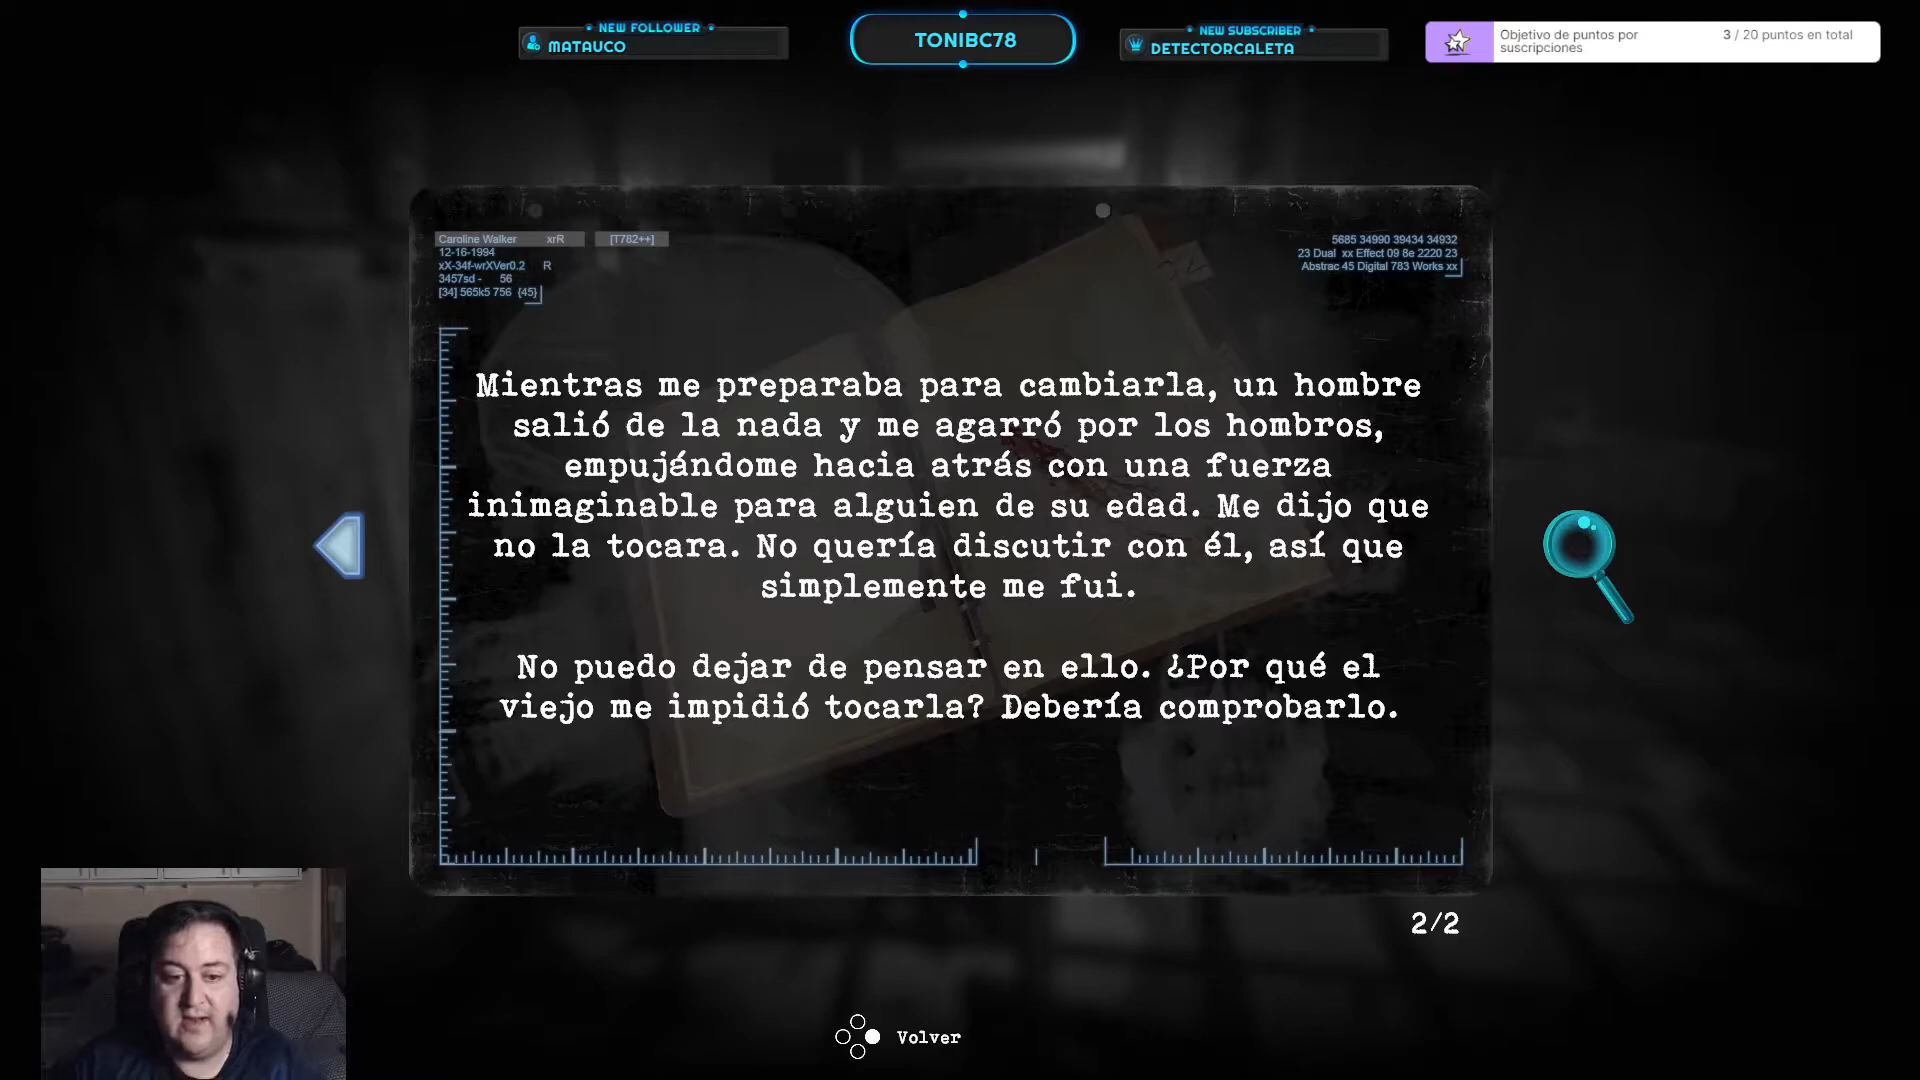 NEW FOLLOWER
MATAUCO
TONIBC78
NEW SUBSCRIBER
DETECTORCALETA
Objetivo de puntos por
suscripciones
3 / 20 puntos en total
Caroline Walker xrR [T782++]
12-16-1994
xX-34f-wrXVer0.2 R
3457sd - 56
[34] 565k5 756 {45}
5685 34990 39434 34932
23 Dual xx Effect 09 8e 2220 23
Abstrac 45 Digital 783 Works xx
Mientras me preparaba para cambiarla, un hombre
salió de la nada y me agarró por los hombros,
empujándome hacia atrás con una fuerza
inimaginable para alguien de su edad. Me dijo que
no la tocara. No quería discutir con él, así que
simplemente me fui.
No puedo dejar de pensar en ello. ¿Por qué el
viejo me impidió tocarla? Debería comprobarlo.
2/2
Volver